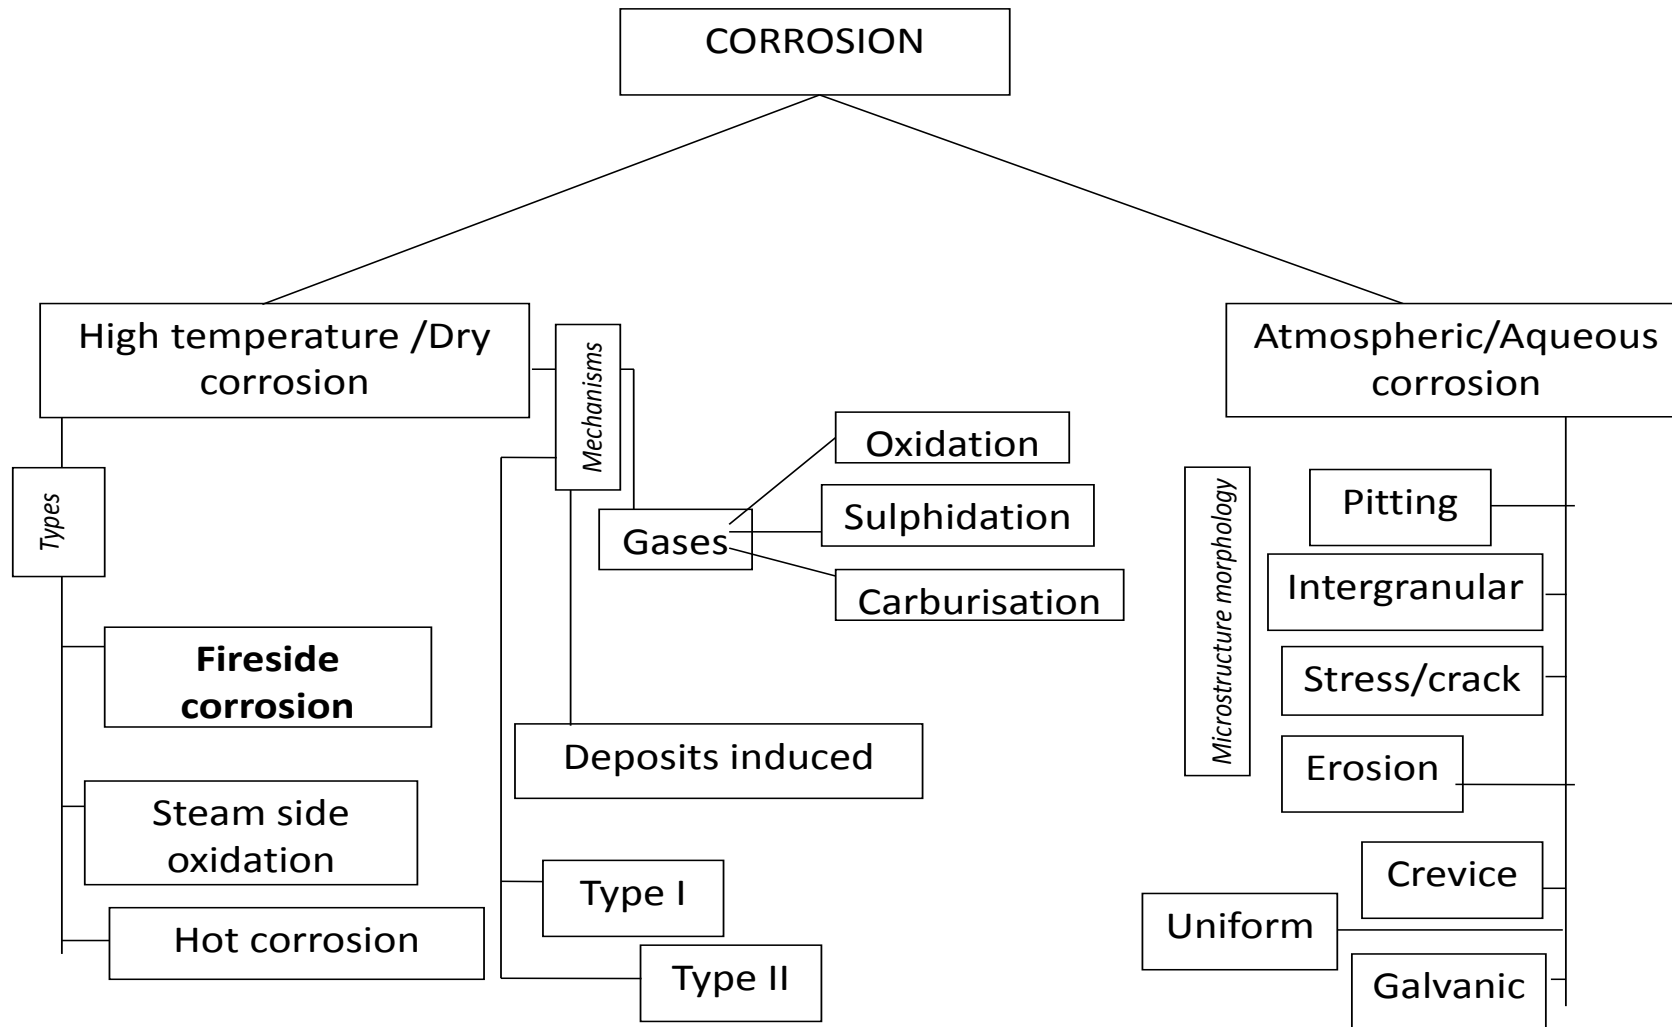 CORROSION
High temperature /Dry
corrosion
Mechanisms
Atmospheric/Aqueous
corrosion
Types
Oxidation
Sulphidation
Gases
Carburisation
Microstructure morphology
Pitting
Intergranular
Stress/crack
Erosion
Crevice
Uniform
Galvanic
Fireside
corrosion
Deposits induced
Steam side
oxidation
Type I
Hot corrosion
Type II